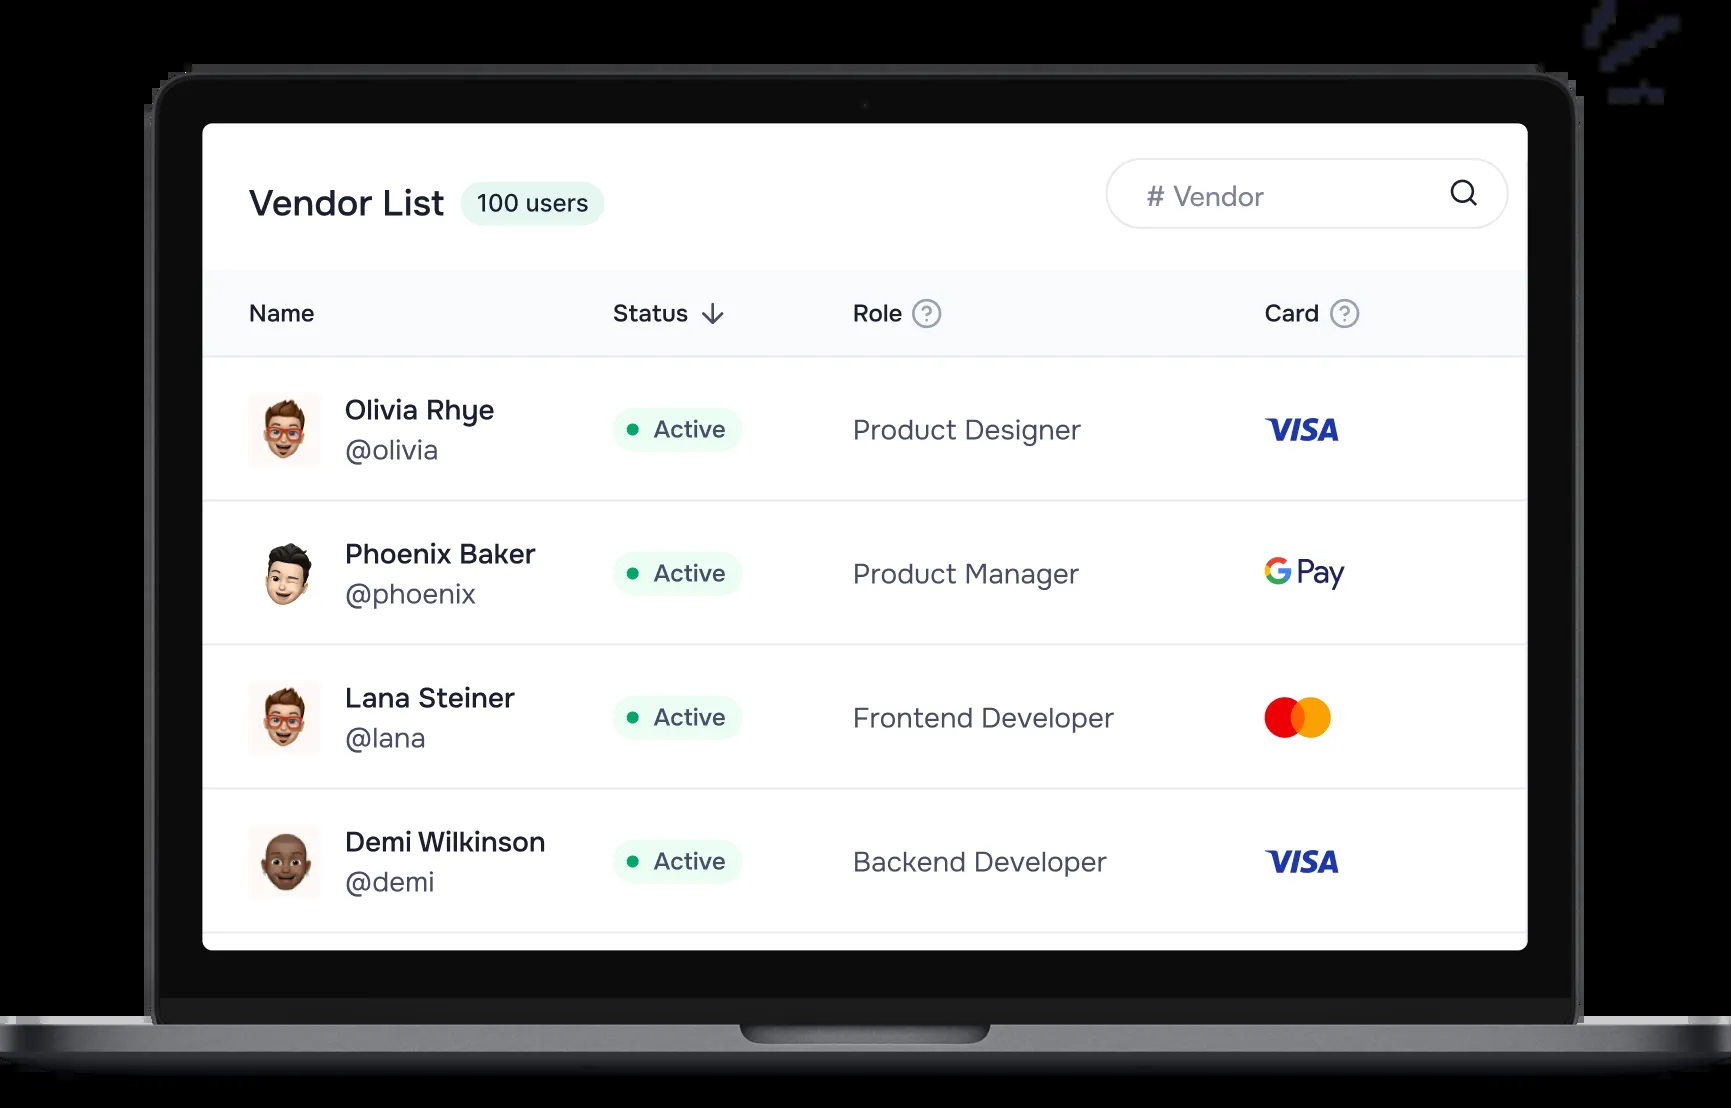 Vendor List 100 users
# Vendor
Name Status Role ? Card ?
Olivia Rhye
@olivia
Active
Product Designer
VISA
Phoenix Baker
@phoenix
Active
Product Manager
G Pay
Lana Steiner
@lana
Active
Frontend Developer
Demi Wilkinson
@demi
Active
Backend Developer
VISA